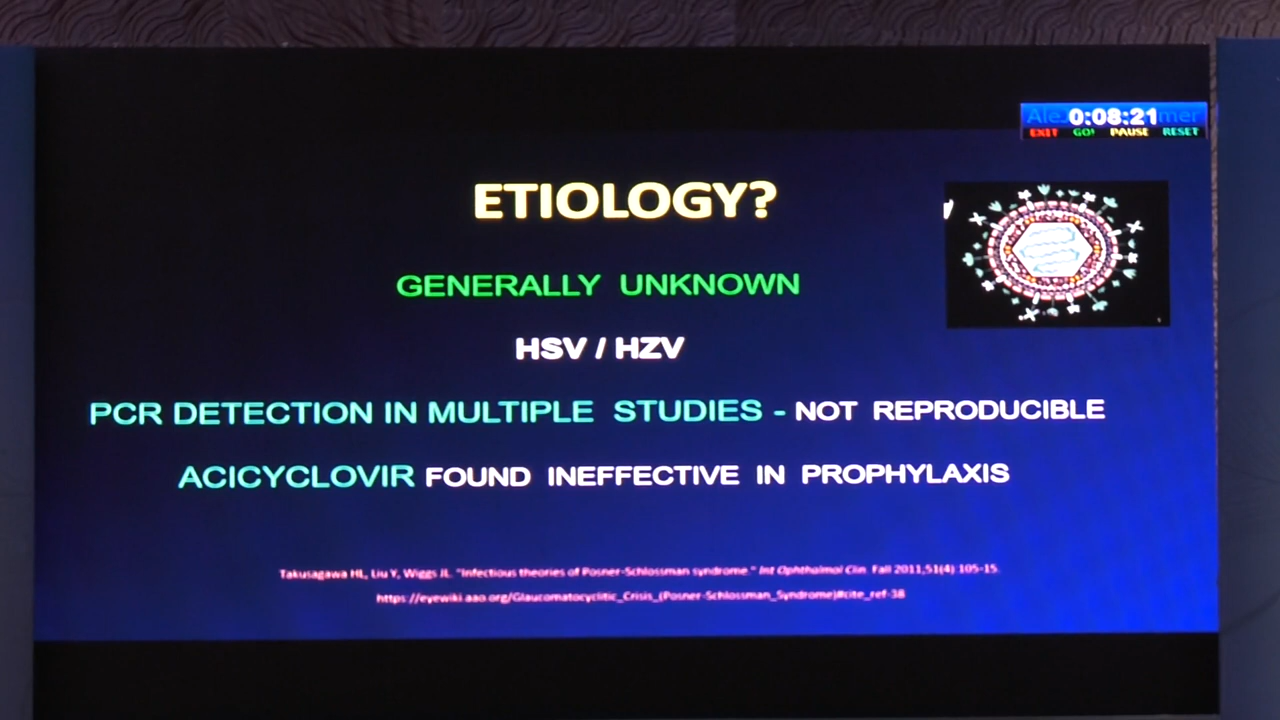 0:08:21
EXIT GO! PAUSE RESET
ETIOLOGY?
GENERALLY UNKNOWN
HSV / HZV
PCR DETECTION IN MULTIPLE STUDIES - NOT REPRODUCIBLE
ACICYCLOVIR FOUND INEFFECTIVE IN PROPHYLAXIS
Takusagawa HL, Liu Y, Wiggs JL. "Infectious theories of Posner-Schlossman syndrome." Int Ophthalmol Clin. Fall 2011;51(4):105-15.
https://eyewiki.aao.org/Glaucomatocyclitic_Crisis_(Posner-Schlossman_Syndrome)#cite_ref-38